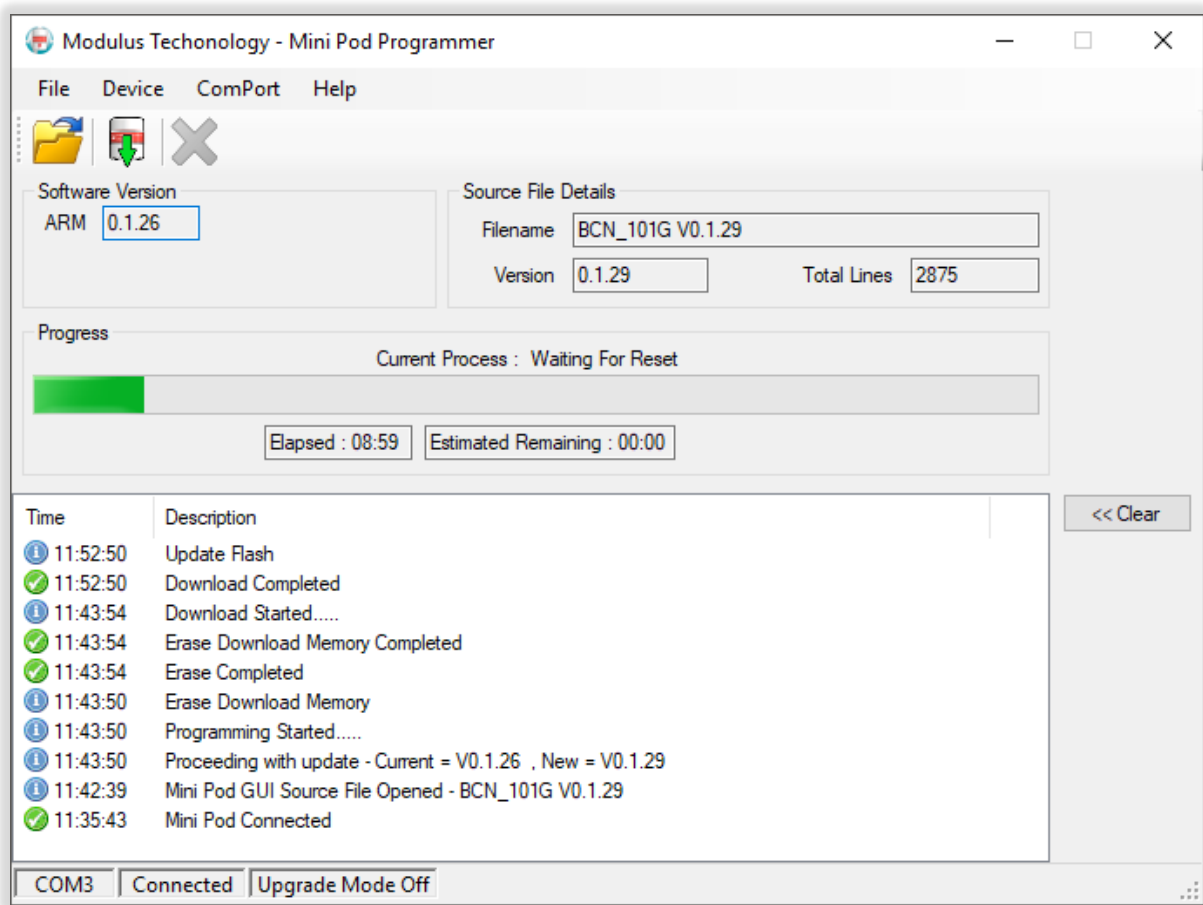 Modulus Techonology - Mini Pod Programmer
File Device ComPort Help
Software Version
ARM 0.1.26
Source File Details
Filename BCN_101G V0.1.29
Version 0.1.29 Total Lines 2875
Progress
Current Process : Waiting For Reset
Elapsed : 08:59 Estimated Remaining : 00:00
Time Description
<< Clear
11:52:50 Update Flash
11:52:50 Download Completed
11:43:54 Download Started.....
11:43:54 Erase Download Memory Completed
11:43:54 Erase Completed
11:43:50 Erase Download Memory
11:43:50 Programming Started.....
11:43:50 Proceeding with update - Current = V0.1.26 , New = V0.1.29
11:42:39 Mini Pod GUI Source File Opened - BCN_101G V0.1.29
11:35:43 Mini Pod Connected
COM3 Connected Upgrade Mode Off